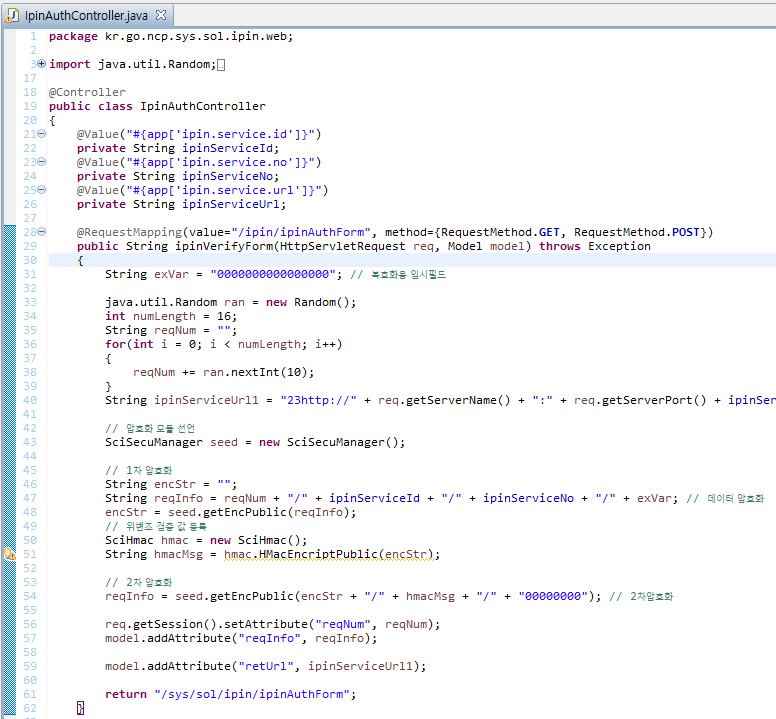 IpinAuthController.java
1 package kr.go.ncp.sys.sol.ipin.web;
2
3 import java.util.Random;
17
18 @Controller
19 public class IpinAuthController
20 {
21 @Value("#{app['ipin.service.id']}")
22 private String ipinServiceId;
23 @Value("#{app['ipin.service.no']}")
24 private String ipinServiceNo;
25 @Value("#{app['ipin.service.url']}")
26 private String ipinServiceUrl;
27
28 @RequestMapping(value="/ipin/ipinAuthForm", method={RequestMethod.GET, RequestMethod.POST})
29 public String ipinVerifyForm(HttpServletRequest req, Model model) throws Exception
30 {
31 String exVar = "0000000000000000"; // 복호화용 임시필드
32
33 java.util.Random ran = new Random();
34 int numLength = 16;
35 String reqNum = "";
36 for(int i = 0; i < numLength; i++)
37 {
38 reqNum += ran.nextInt(10);
39 }
40 String ipinServiceUrl1 = "23http://" + req.getServerName() + ":" + req.getServerPort() + ipinSer
41
42 // 암호화 모듈 선언
43 SciSecuManager seed = new SciSecuManager();
44
45 // 1차 암호화
46 String encStr = "";
47 String reqInfo = reqNum + "/" + ipinServiceId + "/" + ipinServiceNo + "/" + exVar; // 데이터 암호화
48 encStr = seed.getEncPublic(reqInfo);
49 // 위변조 검증 값 등록
50 SciHmac hmac = new SciHmac();
51 String hmacMsg = hmac.HMacEncriptPublic(encStr);
52
53 // 2차 암호화
54 reqInfo = seed.getEncPublic(encStr + "/" + hmacMsg + "/" + "00000000"); // 2차암호화
55
56 req.getSession().setAttribute("reqNum", reqNum);
57 model.addAttribute("reqInfo", reqInfo);
58
59 model.addAttribute("retUrl", ipinServiceUrl1);
60
61 return "/sys/sol/ipin/ipinAuthForm";
62 }